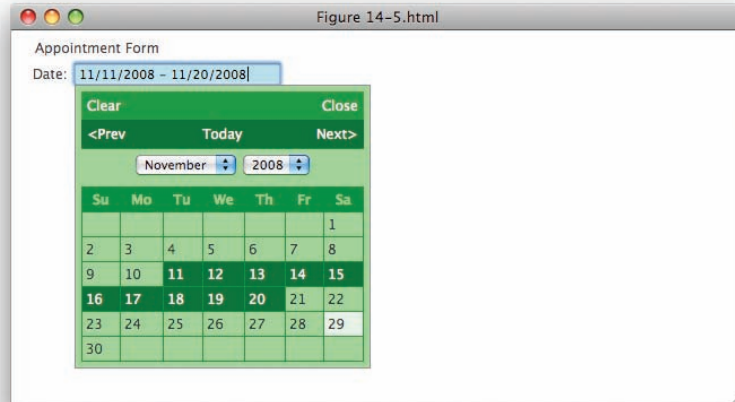 Figure 14-5.html
Appointment Form
Date: 11/11/2008 - 11/20/2008
Clear Close
<Prev Today Next>
November 2008
Su Mo Tu We Th Fr Sa
1
2 3 4 5 6 7 8
9 10 11 12 13 14 15
16 17 18 19 20 21 22
23 24 25 26 27 28 29
30